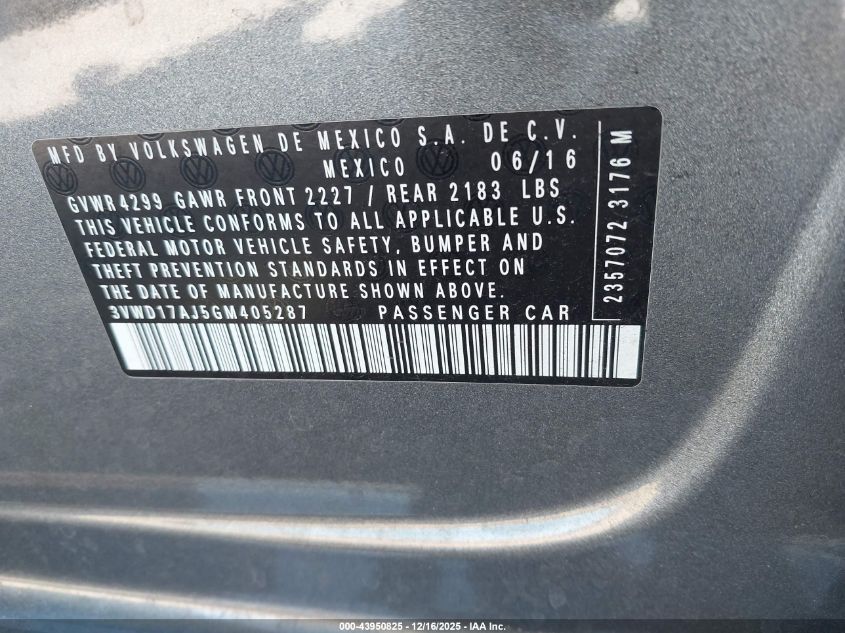 MFD BY VOLKSWAGEN DE MEXICO S.A. DE C.V.
MEXICO 06/16
GVWR 4299 GAWR FRONT 2227 / REAR 2183 LBS
THIS VEHICLE CONFORMS TO ALL APPLICABLE U.S.
FEDERAL MOTOR VEHICLE SAFETY, BUMPER AND
THEFT PREVENTION STANDARDS IN EFFECT ON
THE DATE OF MANUFACTURE SHOWN ABOVE.
3VWD17AJ5GM405287 PASSENGER CAR
2357072 3176 M
000-43950825 - 12/16/2025 - IAA Inc.